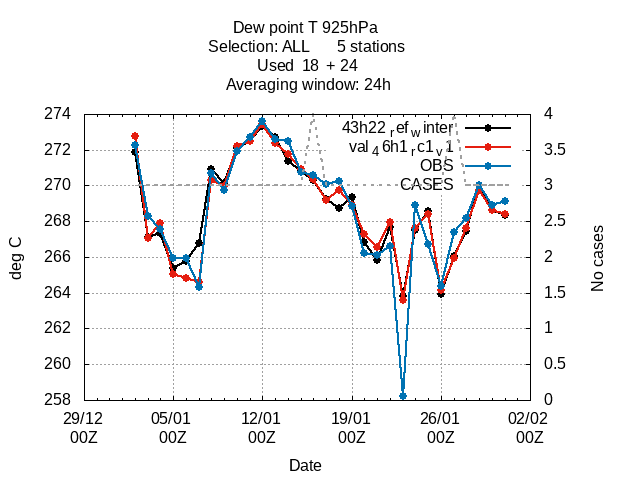 Dew point T 925hPa
Selection: ALL 5 stations
Used 18 + 24
Averaging window: 24h
274
272
270
268
266
264
262
260
258
4
3.5
3
2.5
2
1.5
1
0.5
0
43h22 r ef w inter
val 4 6h1 r c1 v 1
OBS
CASES
deg C
No cases
29/12 05/01 12/01 19/01 26/01 02/02
00Z 00Z 00Z 00Z 00Z 00Z
Date